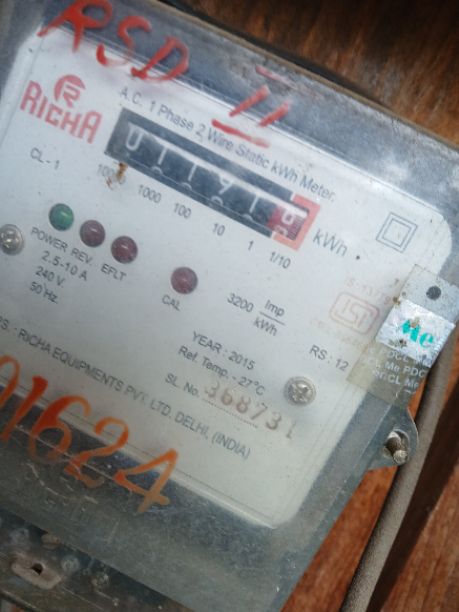 RSD II
RICHA
A.C. 1 Phase 2 Wire Static kWh Meter.
CL-1
10000 1000 100 10 1 1/10
kWh
POWER REV. EFLT
CAL
2.5-10 A
240 V
50 Hz
3200 Imp/kWh
YEAR : 2015
RS : 12
Ref. Temp. - 27°C
SL. No. 368731
RICHA EQUIPMENTS PVT. LTD. DELHI, (INDIA)
01624